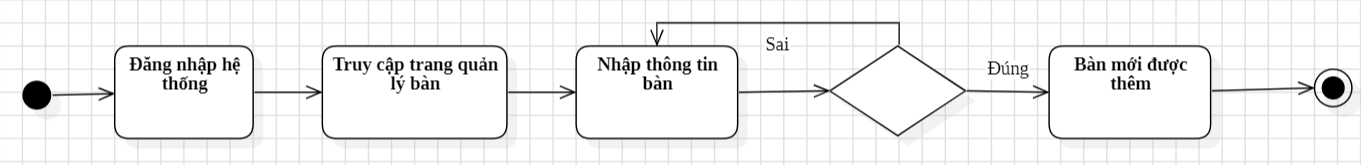 Đăng nhập hệ
thống
Truy cập trang quản
lý bàn
Nhập thông tin
bàn
Sai
Đúng
Bàn mới được
thêm